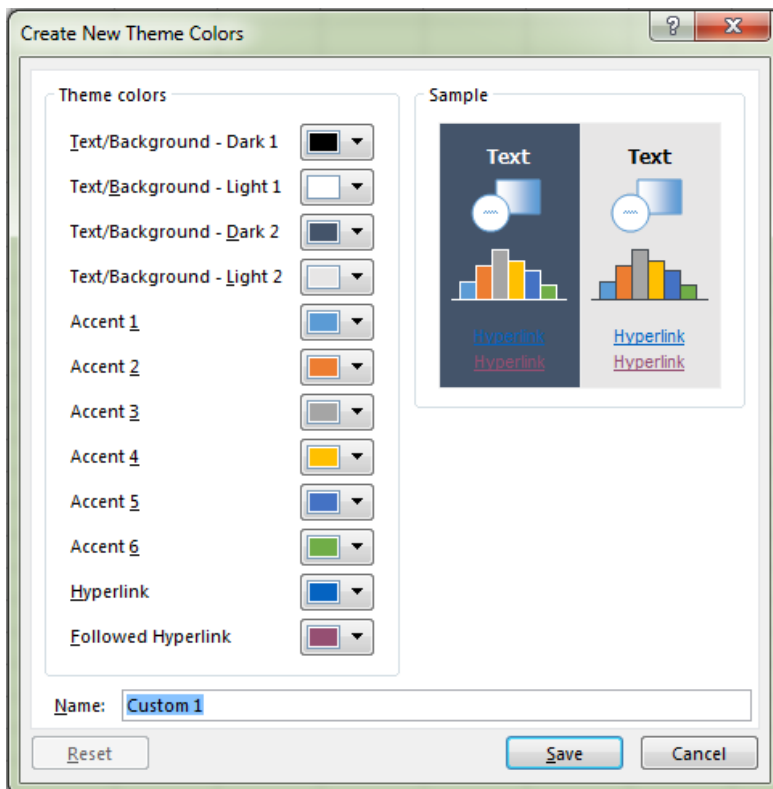 Create New Theme Colors
?
Theme colors
Text/Background - Dark 1
Text/Background - Light 1
Text/Background - Dark 2
Text/Background - Light 2
Accent 1
Accent 2
Accent 3
Accent 4
Accent 5
Accent 6
Hyperlink
Followed Hyperlink
Sample
Text Text
Hyperlink Hyperlink
Hyperlink Hyperlink
Name: Custom 1
Reset Save Cancel